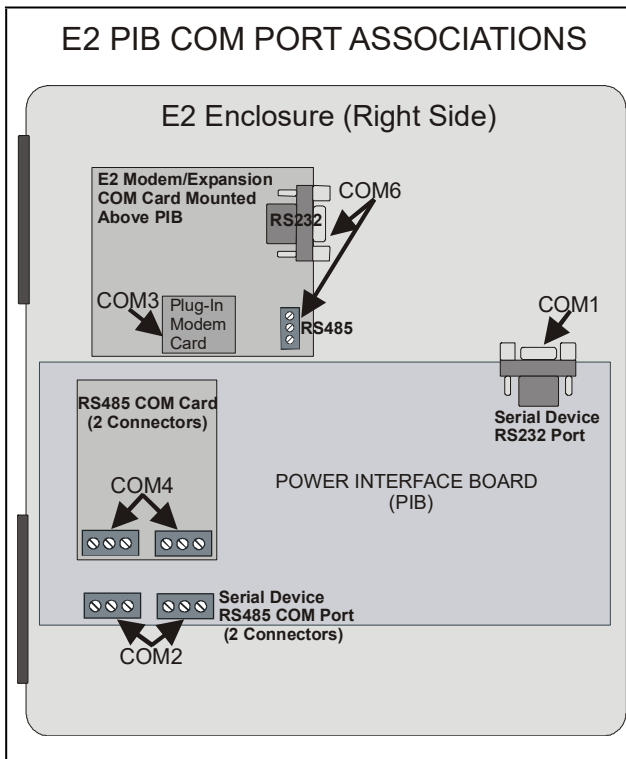 E2 PIB COM PORT ASSOCIATIONS
E2 Enclosure (Right Side)
E2 Modem/Expansion
COM Card Mounted
Above PIB
RS232
COM6
COM3
Plug-In
Modem
Card
RS485
COM1
Serial Device
RS232 Port
RS485 COM Card
(2 Connectors)
COM4
POWER INTERFACE BOARD
(PIB)
Serial Device
RS485 COM Port
(2 Connectors)
COM2